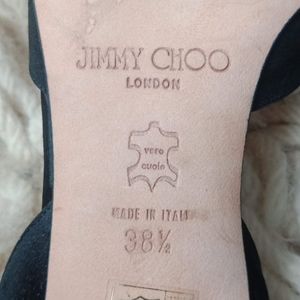 JIMMY CHOO
LONDON
vero
cuoio
MADE IN ITALY
38½